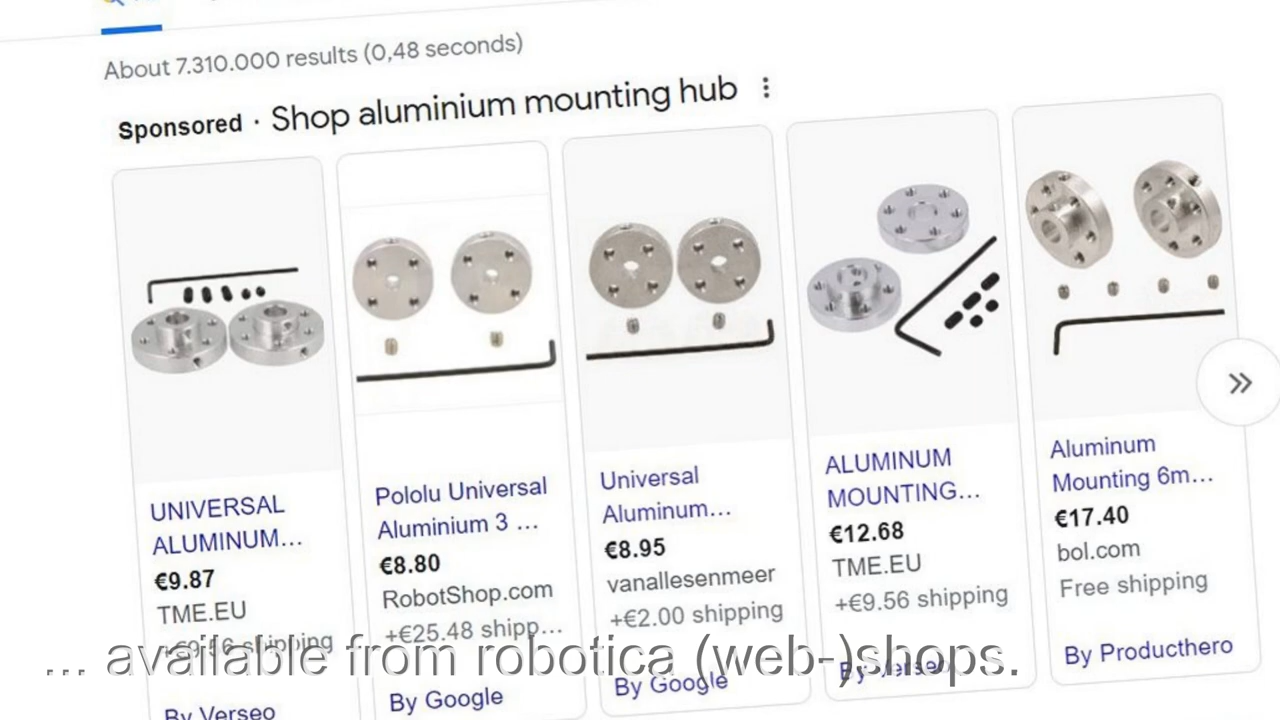 About 7.310.000 results (0,48 seconds)
Sponsored · Shop aluminium mounting hub
UNIVERSAL
ALUMINUM...
€9.87
TME.EU
+€9.56 shipping
By Verseo
Pololu Universal
Aluminium 3 ...
€8.80
RobotShop.com
+€25.48 shipp...
By Google
Universal
Aluminum...
€8.95
vanallesenmeer
+€2.00 shipping
By Google
ALUMINUM
MOUNTING...
€12.68
TME.EU
+€9.56 shipping
By Verseo
Aluminum
Mounting 6m...
€17.40
bol.com
Free shipping
By Producthero
... available from robotica (web-)shops.